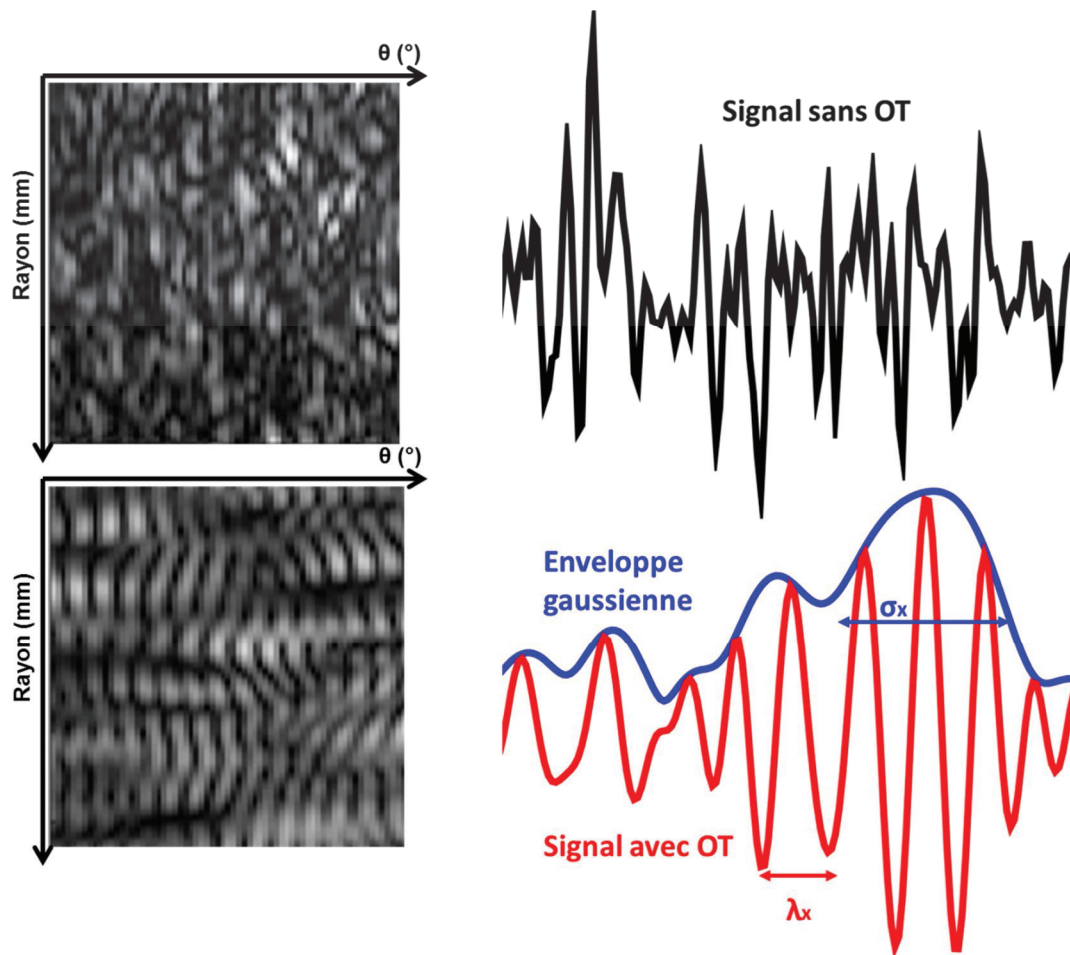 θ (°)
Rayon (mm)
Signal sans OT
θ (°)
Rayon (mm)
Enveloppe
gaussienne
σx
Signal avec OT
λx